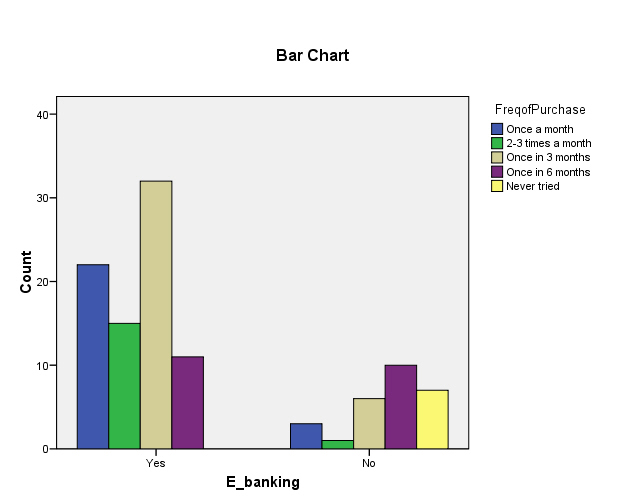 Bar Chart
FreqofPurchase
Once a month
2-3 times a month
Once in 3 months
Once in 6 months
Never tried
Count
40
30
20
10
0
Yes
No
E_banking